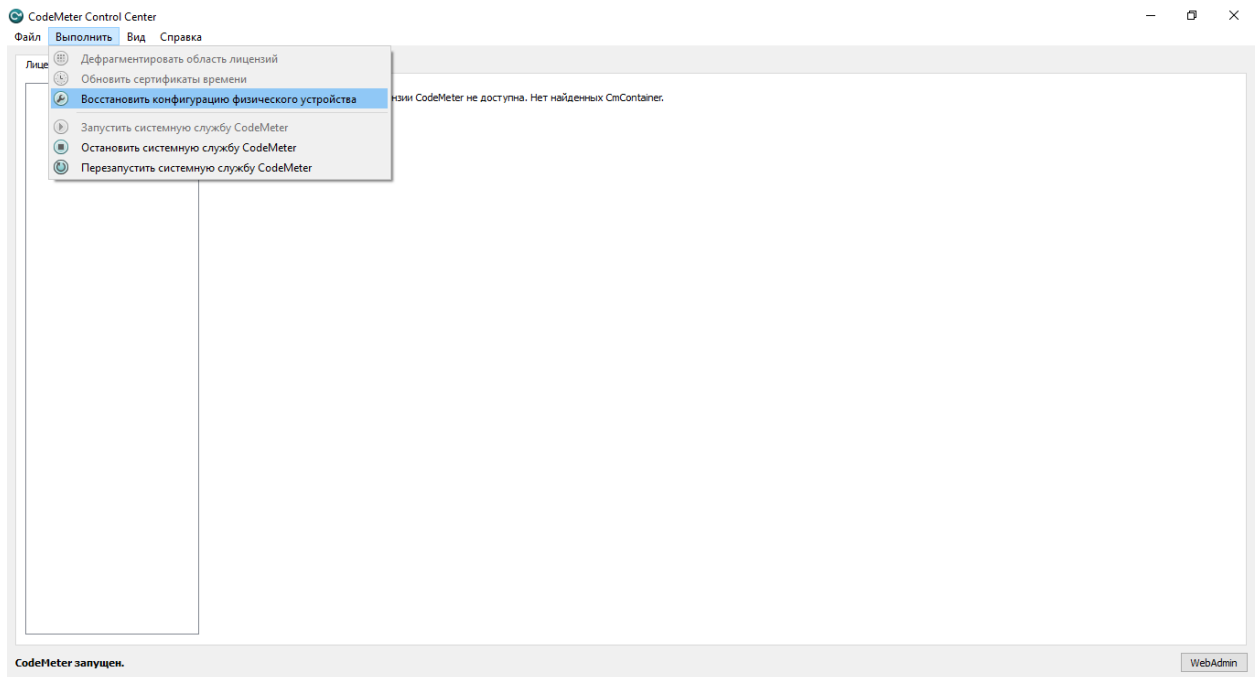 CodeMeter Control Center
Файл Выполнить Вид Справка
Лице
Дефрагментировать область лицензий
Обновить сертификаты времени
Восстановить конфигурацию физического устройства
нзии CodeMeter не доступна. Нет найденных CmContainer.
Запустить системную службу CodeMeter
Остановить системную службу CodeMeter
Перезапустить системную службу CodeMeter
CodeMeter запущен.
WebAdmin